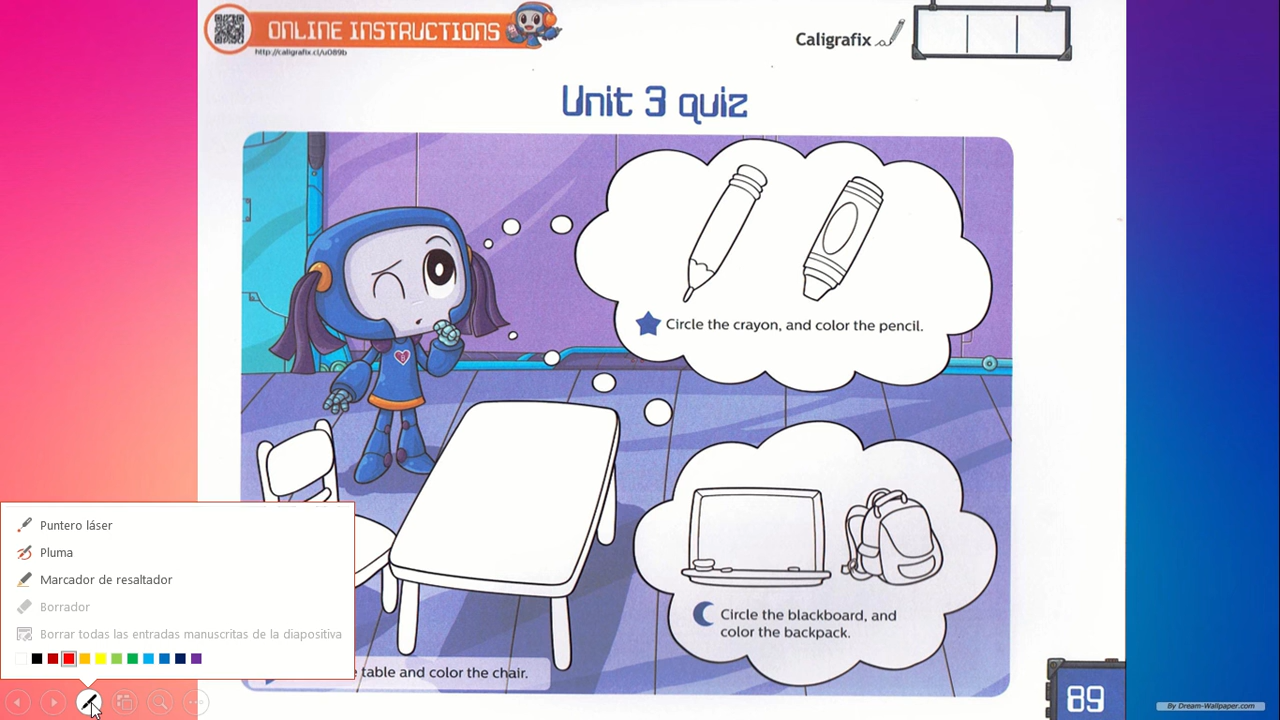 ONLINE INSTRUCTIONS
http://caligrafix.cl/u089b
Caligrafix
Unit 3 quiz
Circle the crayon, and color the pencil.
Circle the blackboard, and
color the backpack.
table and color the chair.
Puntero láser
Pluma
Marcador de resaltador
Borrador
Borrar todas las entradas manuscritas de la diapositiva
89
By Dream-Wallpaper.com